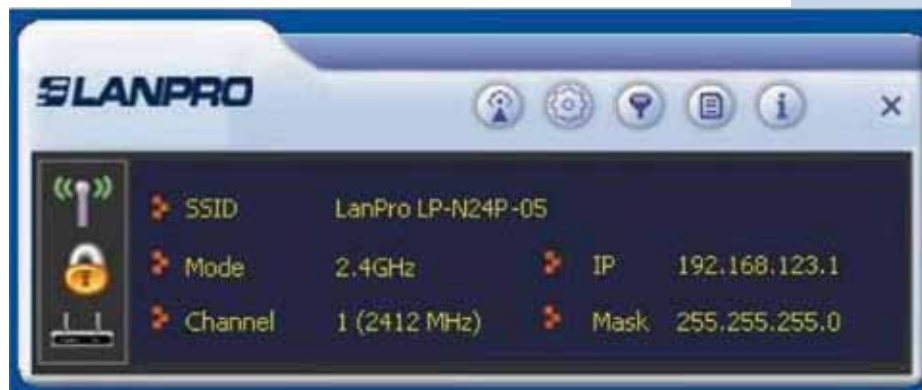 LANPRO
SSID LanPro LP-N24P-05
Mode 2.4GHz IP 192.168.123.1
Channel 1 (2412 MHz) Mask 255.255.255.0